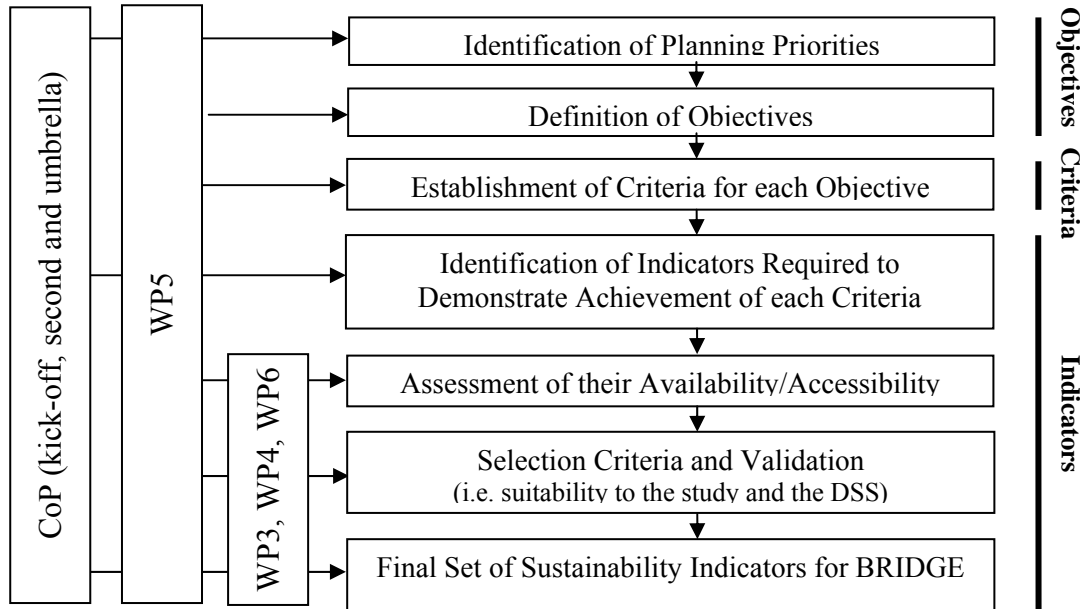 CoP (kick-off, second and umbrella)
WP5
WP3, WP4, WP6
Identification of Planning Priorities
Definition of Objectives
Establishment of Criteria for each Objective
Identification of Indicators Required to
Demonstrate Achievement of each Criteria
Assessment of their Availability/Accessibility
Selection Criteria and Validation
(i.e. suitability to the study and the DSS)
Final Set of Sustainability Indicators for BRIDGE
Objectives
Criteria
Indicators